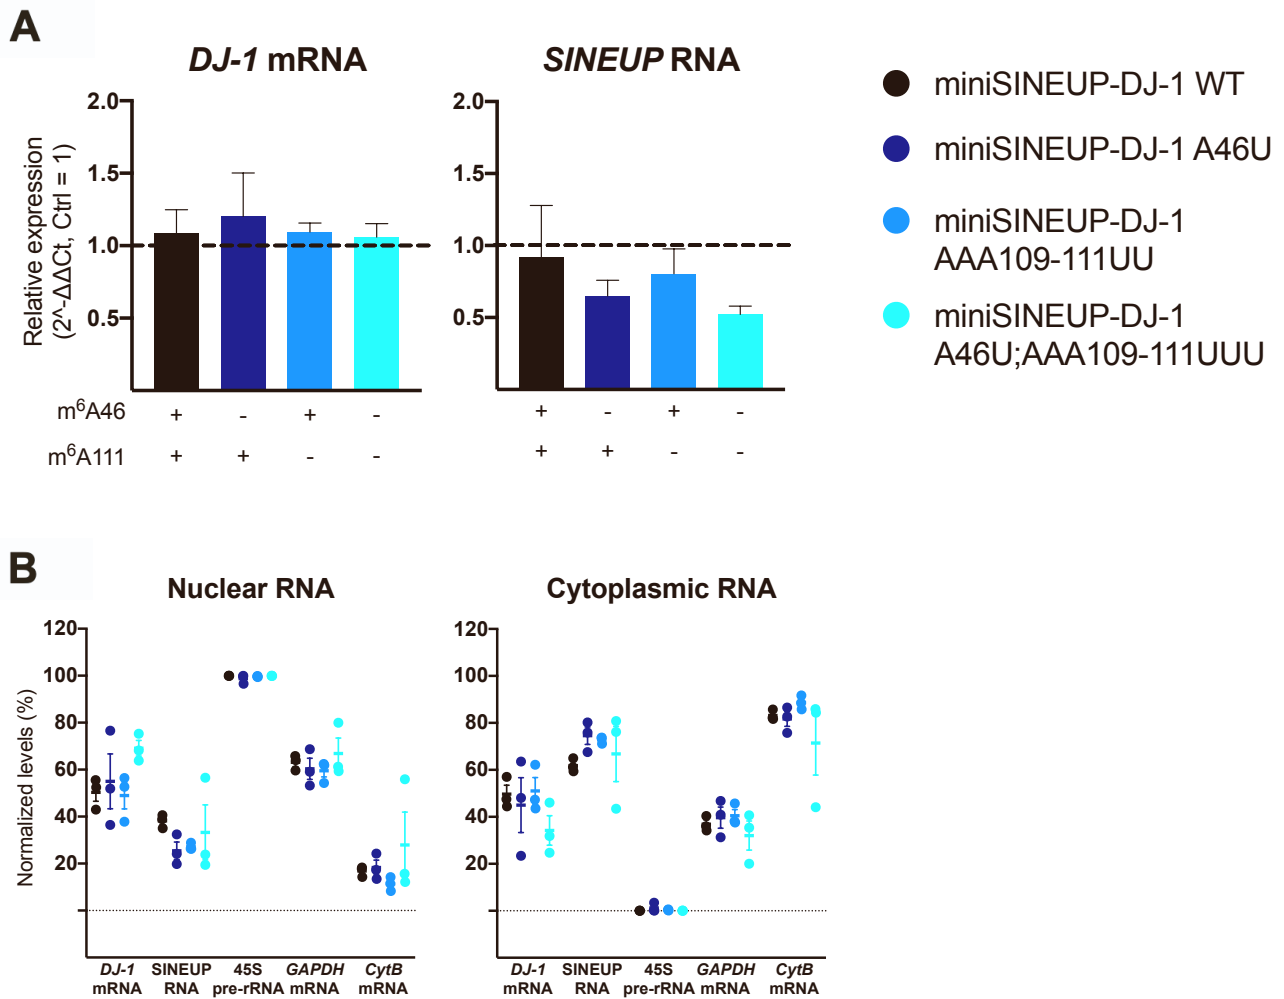 A
DJ-1 mRNA
SINEUP RNA
Relative expression
(2^-ΔΔCt, Ctrl = 1)
2.0
1.5
1.0
0.5
2.0
1.5
1.0
0.5
m⁶A46 + - + -
m⁶A111 + + - -
+ - + -
+ + - -
miniSINEUP-DJ-1 WT
miniSINEUP-DJ-1 A46U
miniSINEUP-DJ-1
AAA109-111UU
miniSINEUP-DJ-1
A46U;AAA109-111UUU
B
Nuclear RNA
Cytoplasmic RNA
Normalized levels (%)
120
100
80
60
40
20
DJ-1 SINEUP 45S GAPDH CytB
mRNA RNA pre-rRNA mRNA mRNA
120
100
80
60
40
20
DJ-1 SINEUP 45S GAPDH CytB
mRNA RNA pre-rRNA mRNA mRNA